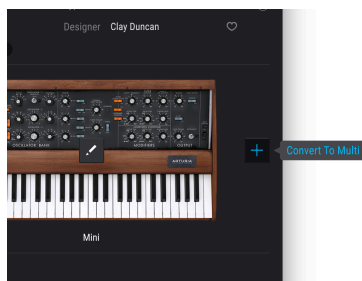 Designer Clay Duncan
OSCILLATOR BANK MODIFIERS OUTPUT
ARTURIA
Convert To Multi
Mini